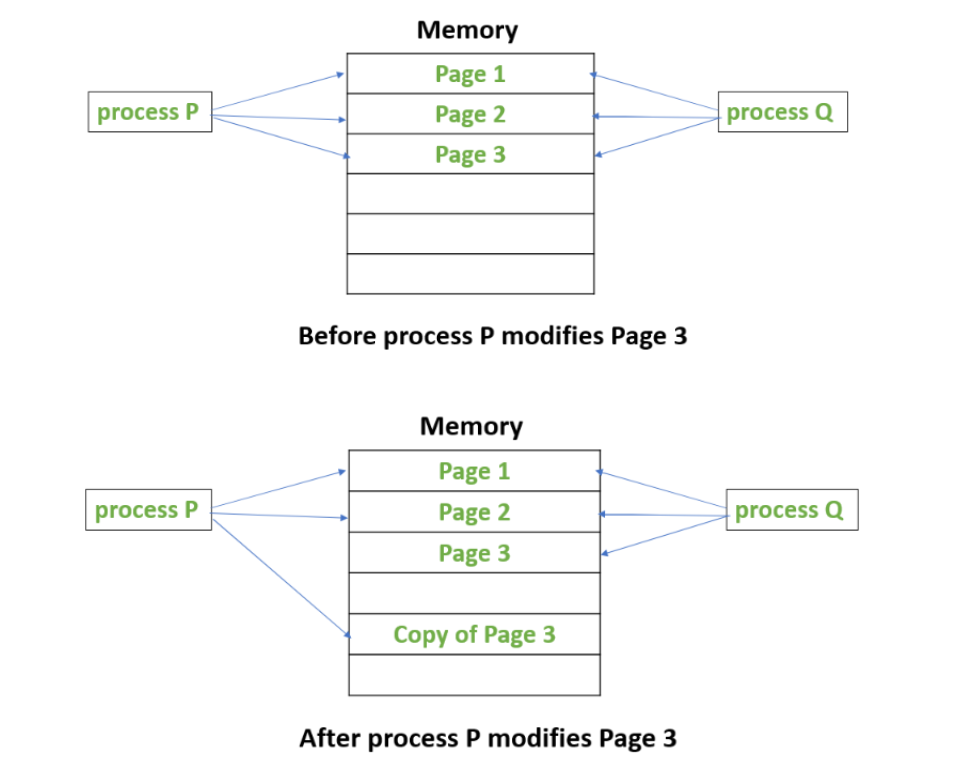 Memory
Page 1
process P
Page 2
process Q
Page 3
Before process P modifies Page 3
Memory
Page 1
process P
Page 2
process Q
Page 3
Copy of Page 3
After process P modifies Page 3